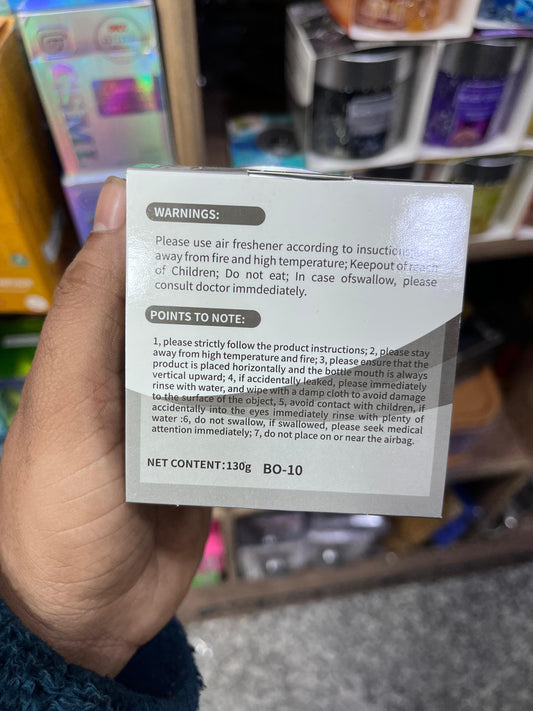 WARNINGS:
Please use air freshener according to insuctions
away from fire and high temperature; Keepout of reach
of Children; Do not eat; In case ofswallow, please
consult doctor immdediately.
POINTS TO NOTE:
1, please strictly follow the product instructions; 2, please stay
away from high temperature and fire; 3, please ensure that the
product is placed horizontally and the bottle mouth is always
vertical upward; 4, if accidentally leaked, please immediately
rinse with water, and wipe with a damp cloth to avoid damage
to the surface of the object, 5, avoid contact with children, if
accidentally into the eyes immediately rinse with plenty of
water :6, do not swallow, if swallowed, please seek medical
attention immediately; 7, do not place on or near the airbag.
NET CONTENT:130g BO-10